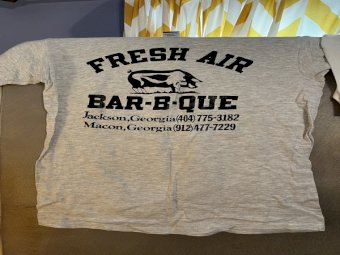 FRESH AIR
BAR-B-QUE
Jackson,Georgia(404)775-3182
Macon,Georgia(912)477-7229